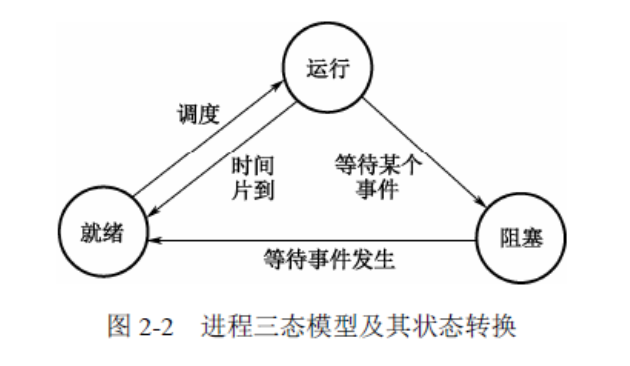 运行
调度
时间
片到
等待某个
事件
就绪
阻塞
等待事件发生
图 2-2 进程三态模型及其状态转换